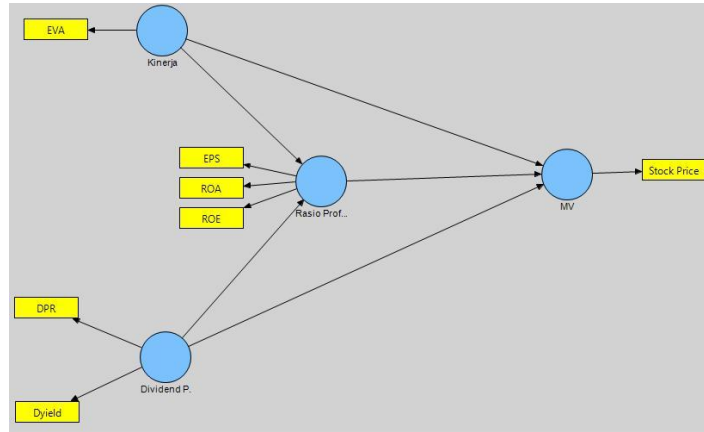 EVA
Kinerja
EPS
ROA
ROE
Rasio Prof...
MV
Stock Price
DPR
Dyield
Dividend P.